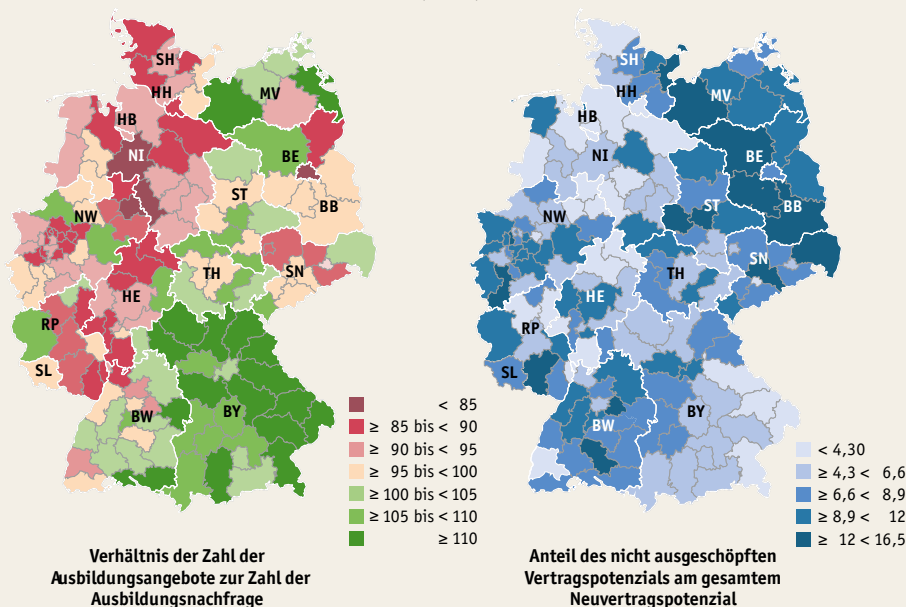 SH
HH
MV
HB
NI
BE
ST
BB
NW
TH
SN
HE
RP
SL
BW
BY
< 85
≥ 85 bis < 90
≥ 90 bis < 95
≥ 95 bis <100
≥ 100 bis <105
≥ 105 bis < 110
≥ 110
Verhältnis der Zahl der
Ausbildungsangebote zur Zahl der
Ausbildungsnachfrage
SH
HH
MV
HB
NI
BE
ST
BB
NW
SN
TH
HE
RP
SL
BW
BY
< 4,30
≥ 4,3 < 6,6
≥ 6,6 < 8,9
≥ 8,9 < 12
≥ 12 < 16,5
Anteil des nicht ausgeschöpften
Vertragspotenzials am gesamtem
Neuvertragspotenzial